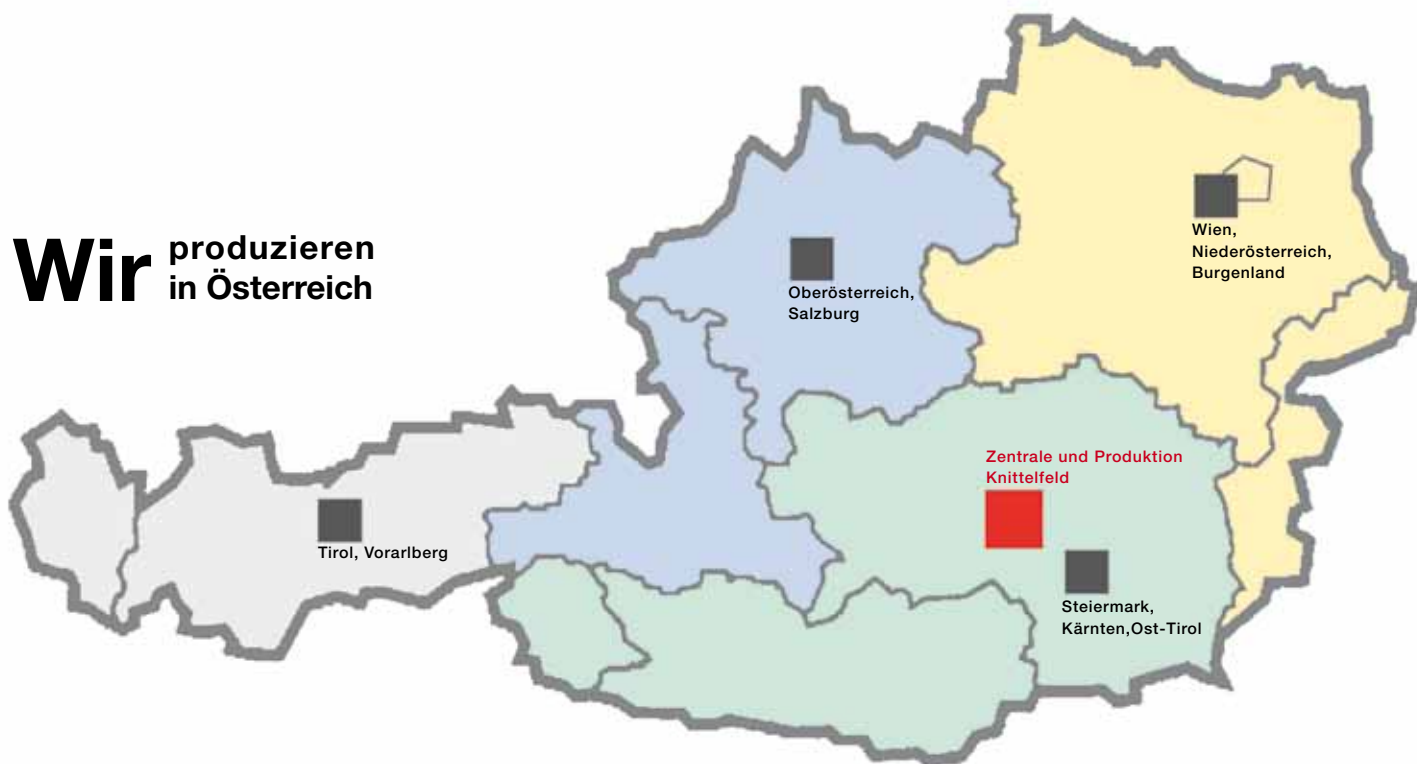 Wir produzieren
in Österreich
Wien,
Niederösterreich,
Burgenland
Oberösterreich,
Salzburg
Zentrale und Produktion
Knittelfeld
Tirol, Vorarlberg
Steiermark,
Kärnten,Ost-Tirol